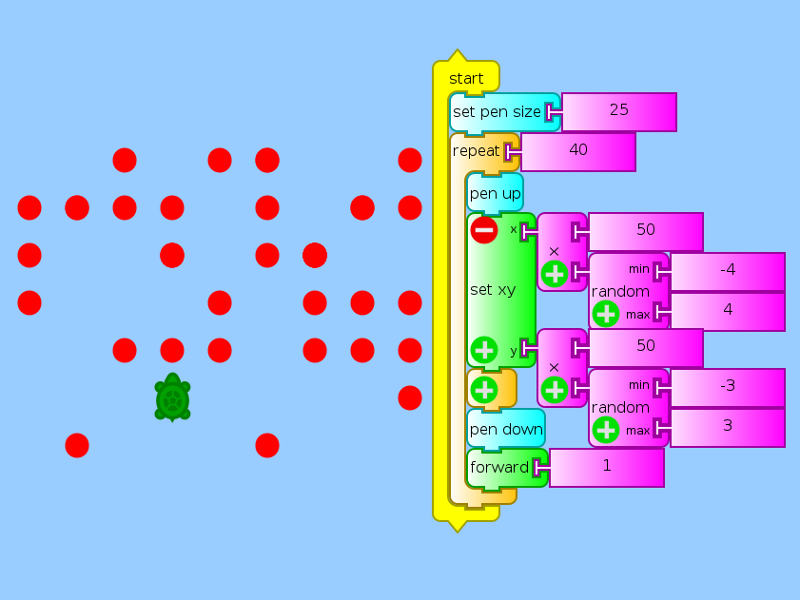 start
set pen size 25
repeat 40
pen up
x 50
×
min -4
set xy random
max 4
y 50
×
min -3
random
max 3
pen down
forward 1